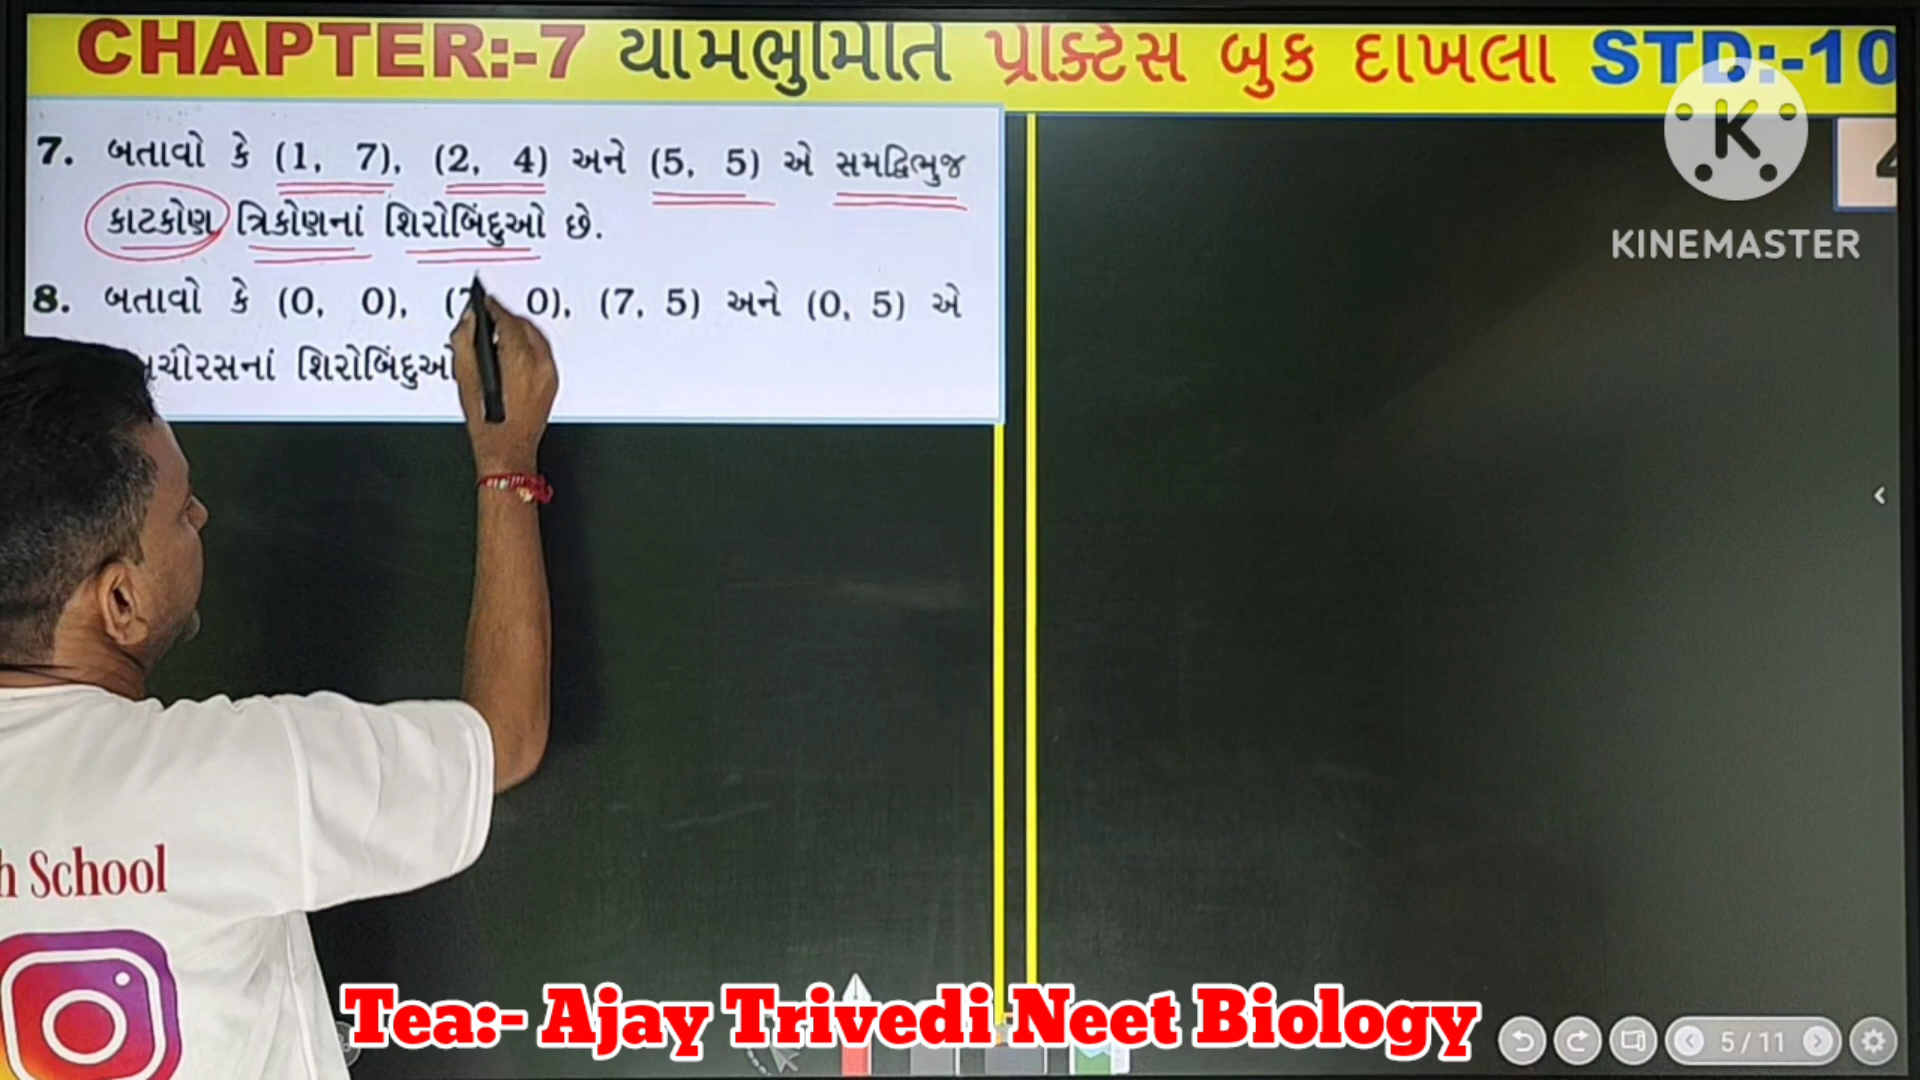 CHAPTER:-7 યામભુમિતિ પ્રેક્ટિસ બુક દાખલા STD:-10
7. બતાવો કે (1, 7), (2, 4) અને (5, 5) એ સમદ્વિભુજ
કાટકોણ ત્રિકોણનાં શિરોબિંદુઓ છે.
8. બતાવો કે (0, 0), 0), (7, 5) અને (0, 5) એ
શિરોબિંદુઓ
KINEMASTER
School
Tea:- Ajay Trivedi Neet Biology
5/11